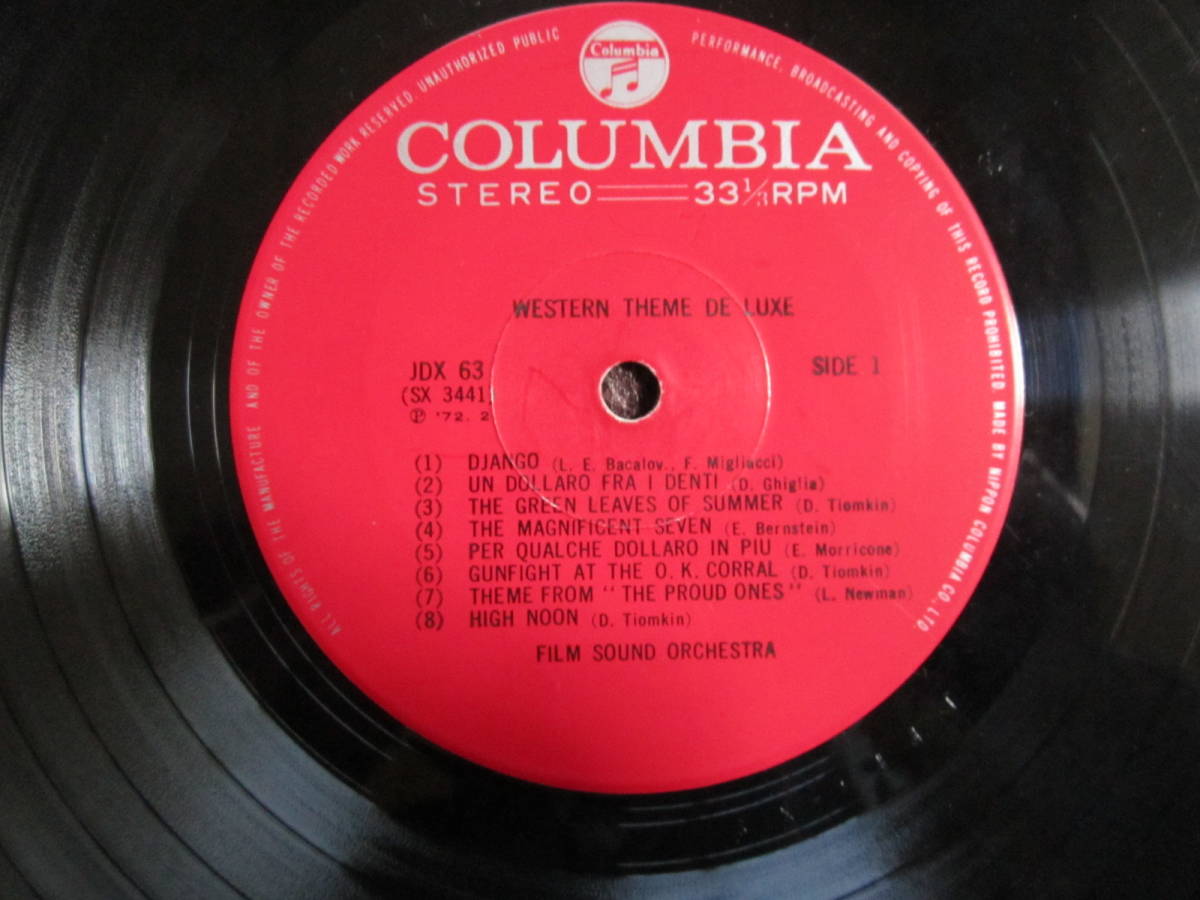 Columbia
COLUMBIA
STEREO 33 1/3 RPM
WESTERN THEME DE LUXE
JDX 63
(SX 3441)
Ⓟ '72. 2
SIDE 1
(1) DJANGO (L. E. Bacalov., F. Migliacci)
(2) UN DOLLARO FRA I DENTI (D. Ghiglia)
(3) THE GREEN LEAVES OF SUMMER (D. Tiomkin)
(4) THE MAGNIFICENT SEVEN (E. Bernstein)
(5) PER QUALCHE DOLLARO IN PIU (E. Morricone)
(6) GUNFIGHT AT THE O. K. CORRAL (D. Tiomkin)
(7) THEME FROM "THE PROUD ONES" (L. Newman)
(8) HIGH NOON (D. Tiomkin)
FILM SOUND ORCHESTRA
ALL RIGHTS OF THE MANUFACTURE AND OF THE OWNER OF THE RECORDED WORK RESERVED. UNAUTHORIZED PUBLIC PERFORMANCE, BROADCASTING AND COPYING OF THIS RECORD PROHIBITED. MADE BY NIPPON COLUMBIA CO., LTD.